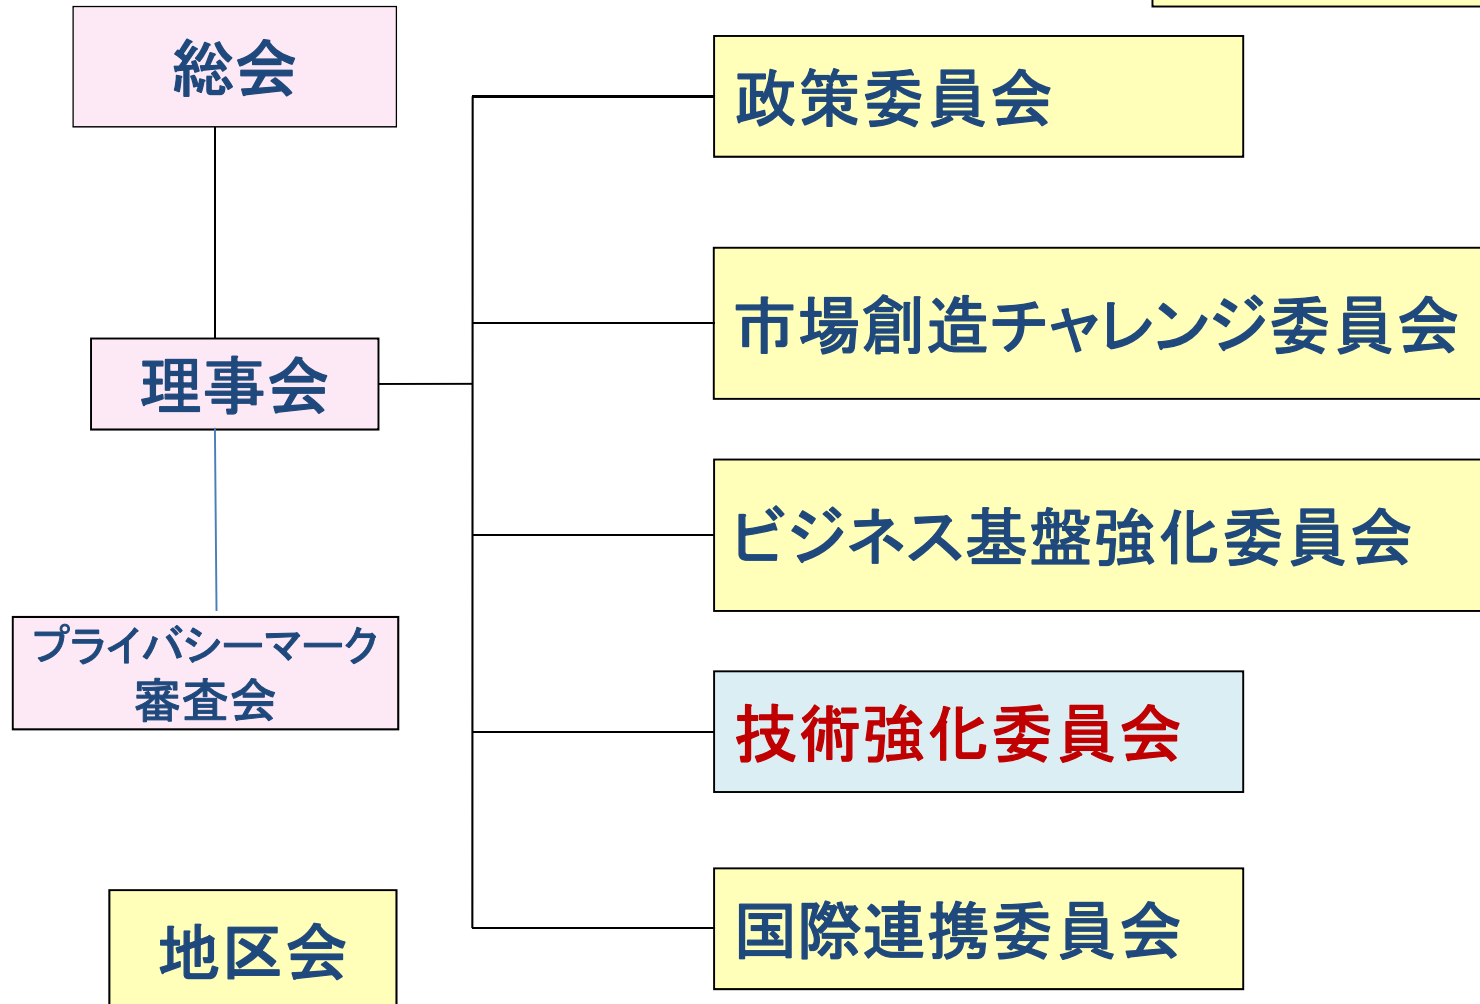 総会
政策委員会
市場創造チャレンジ委員会
理事会
ビジネス基盤強化委員会
プライバシーマーク
審査会
技術強化委員会
地区会
国際連携委員会